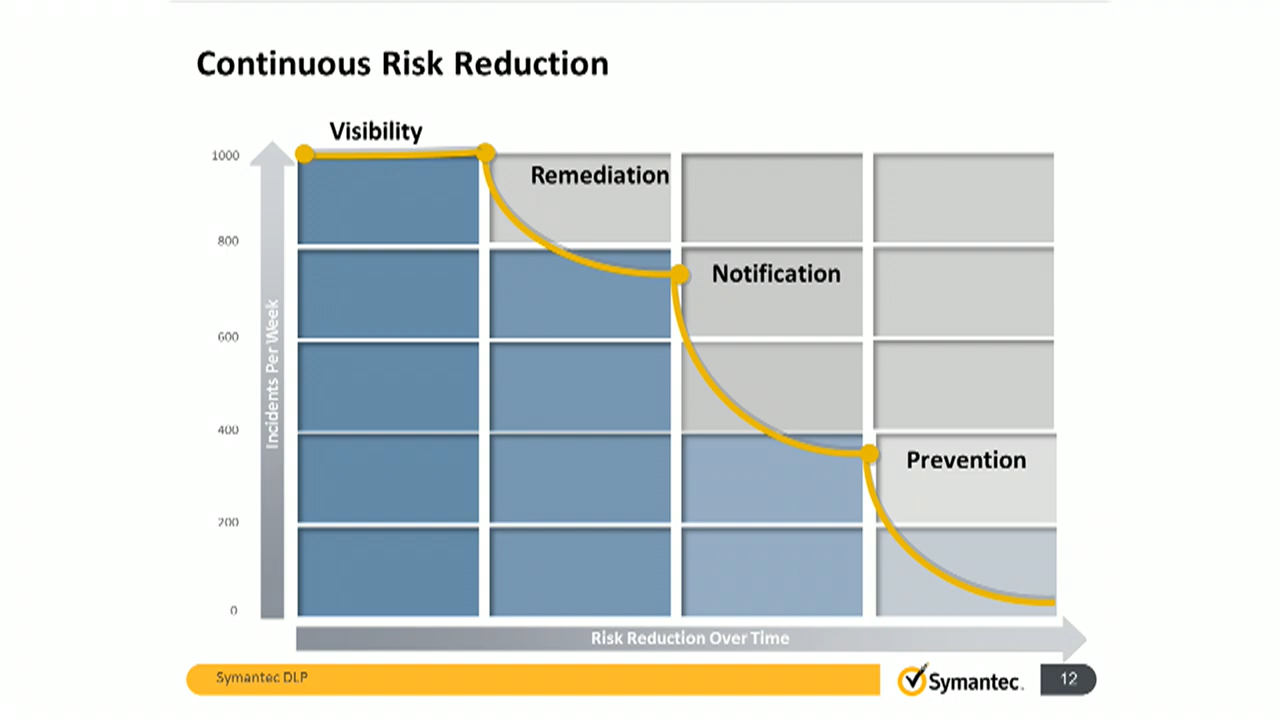 Continuous Risk Reduction
Visibility
1000
Remediation
800
Notification
600
Incidents Per Week
400
Prevention
200
0
Risk Reduction Over Time
Symantec DLP
Symantec.
12